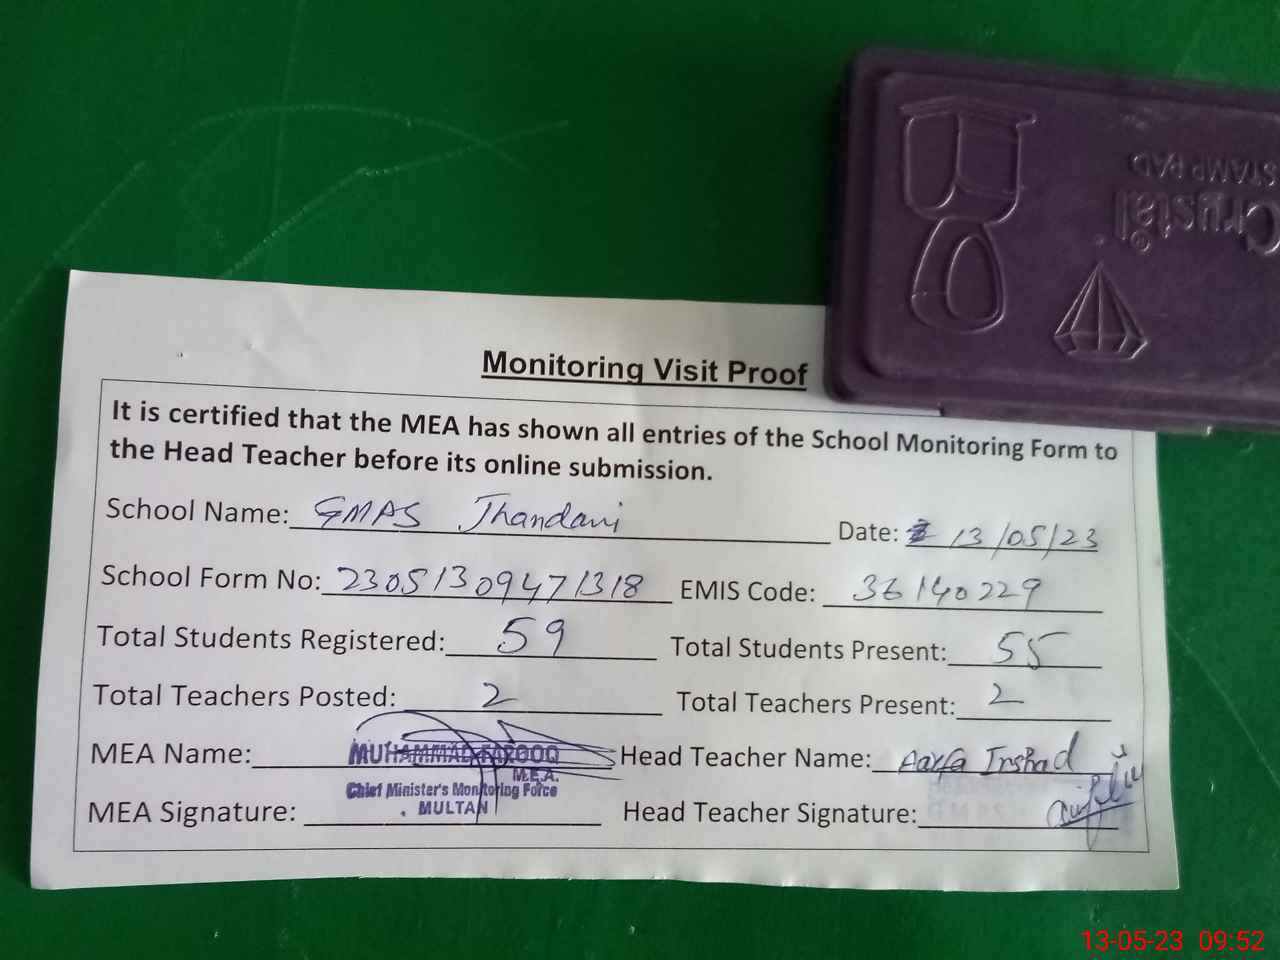 Crystal®
STAMP PAD
Monitoring Visit Proof
It is certified that the MEA has shown all entries of the School Monitoring Form to
the Head Teacher before its online submission.
School Name: GMPS Jhandani Date: 13/05/23
School Form No: 23051309471318 EMIS Code: 36140229
Total Students Registered: 59 Total Students Present: 55
Total Teachers Posted: 2 Total Teachers Present: 2
MEA Name: MUHAMMAD FAROOQ Head Teacher Name: Aarfa Irshad
M.E.A.
Chief Minister's Monitoring Force
MULTAN
MEA Signature: Head Teacher Signature:
13-05-23 09:52